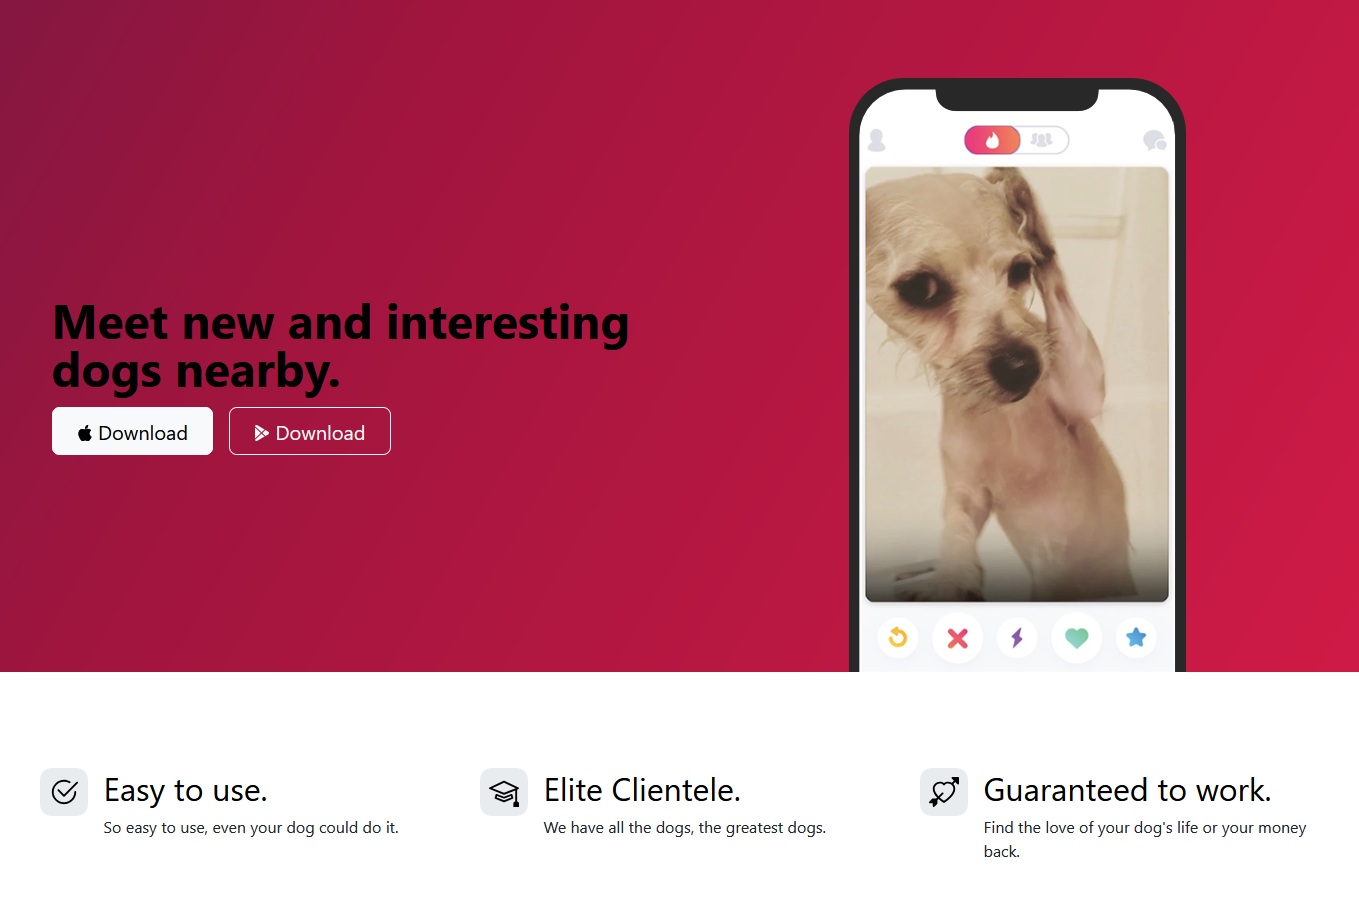 Meet new and interesting
dogs nearby.
Download
Download
Easy to use.
So easy to use, even your dog could do it.
Elite Clientele.
We have all the dogs, the greatest dogs.
Guaranteed to work.
Find the love of your dog's life or your money
back.